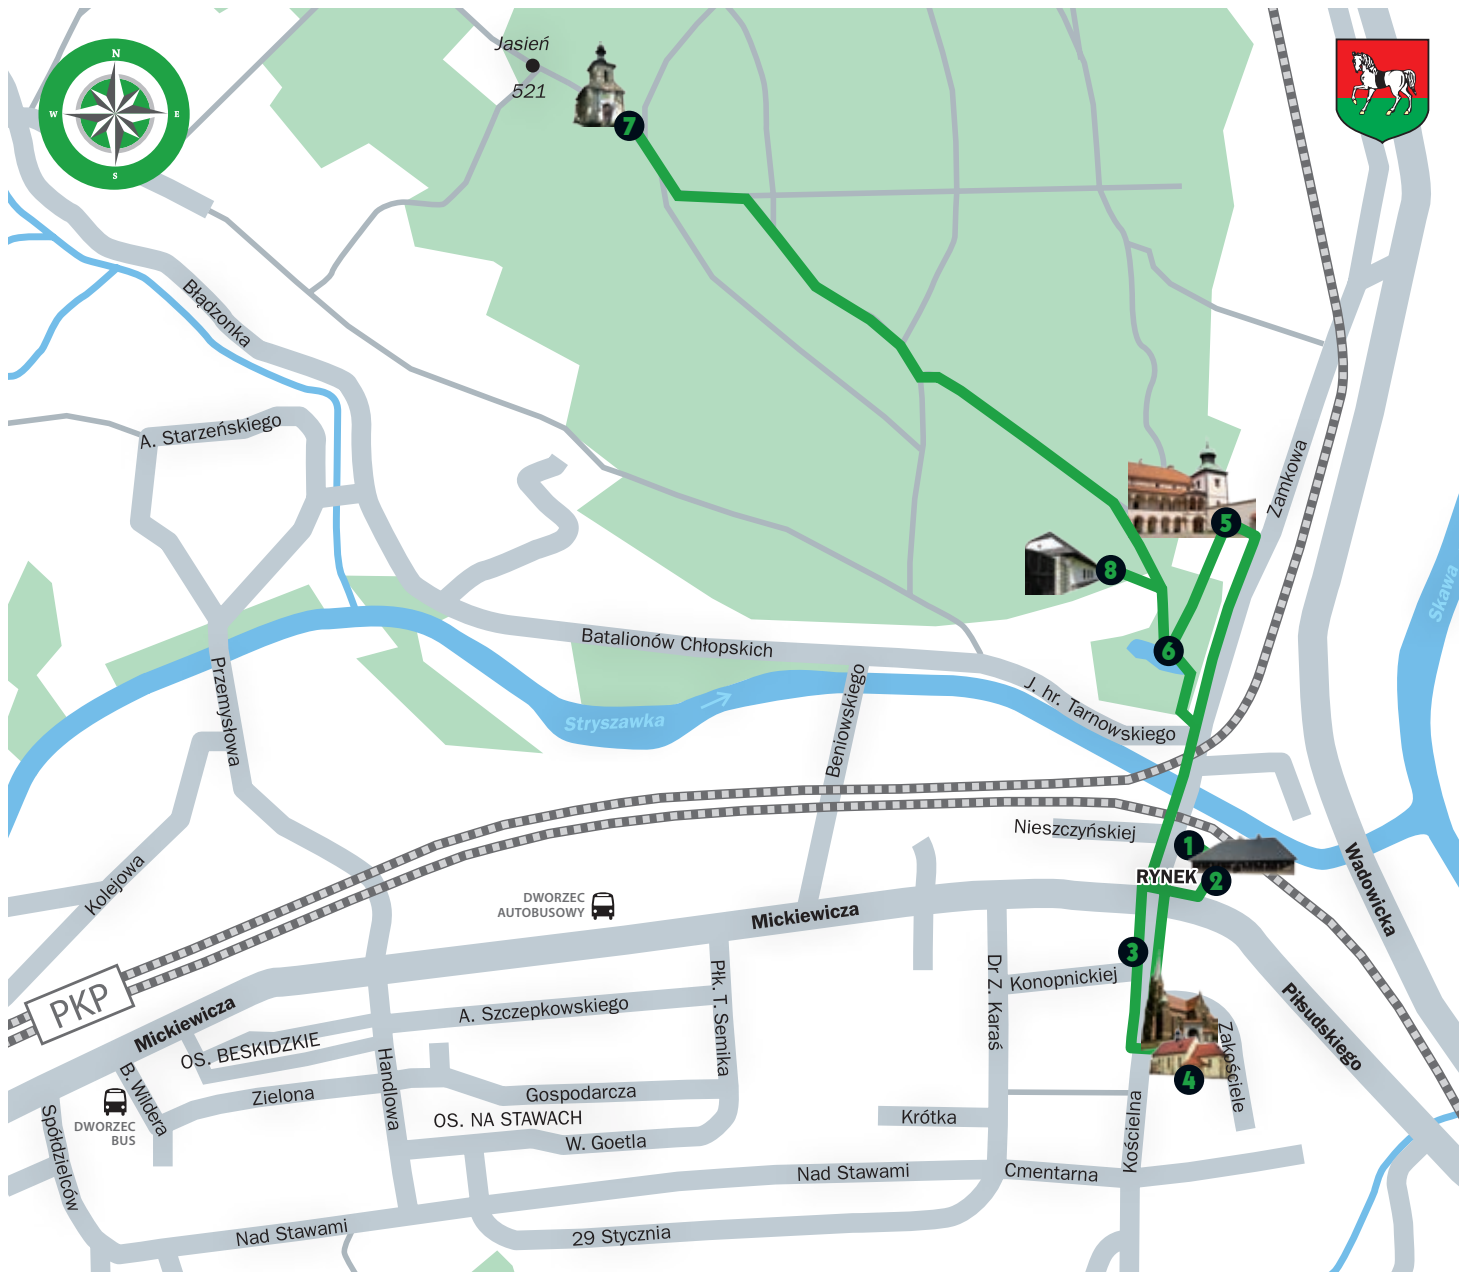 N
W
E
S
Jasień
521
7
Błądzonka
A. Starzeńskiego
Zamkowa
5
8
Skawa
6
Batalionów Chłopskich
J. hr. Tarnowskiego
Przemysłowa
Stryszawka
Beniowskiego
Nieszczyńskiej
1
RYNEK
2
Wadowicka
Kolejowa
DWORZEC
AUTOBUSOWY
Mickiewicza
3
PKP
Płk. T. Semika
Dr Z. Karaś
Konopnickiej
Mickiewicza
A. Szczepkowskiego
Piłsudskiego
OS. BESKIDZKIE
Zakościele
4
B. Wildera
Handlowa
Zielona
Gospodarcza
DWORZEC
BUS
OS. NA STAWACH
Krótka
Kościelna
Spółdzielców
W. Goetla
Nad Stawami
Cmentarna
Nad Stawami
29 Stycznia